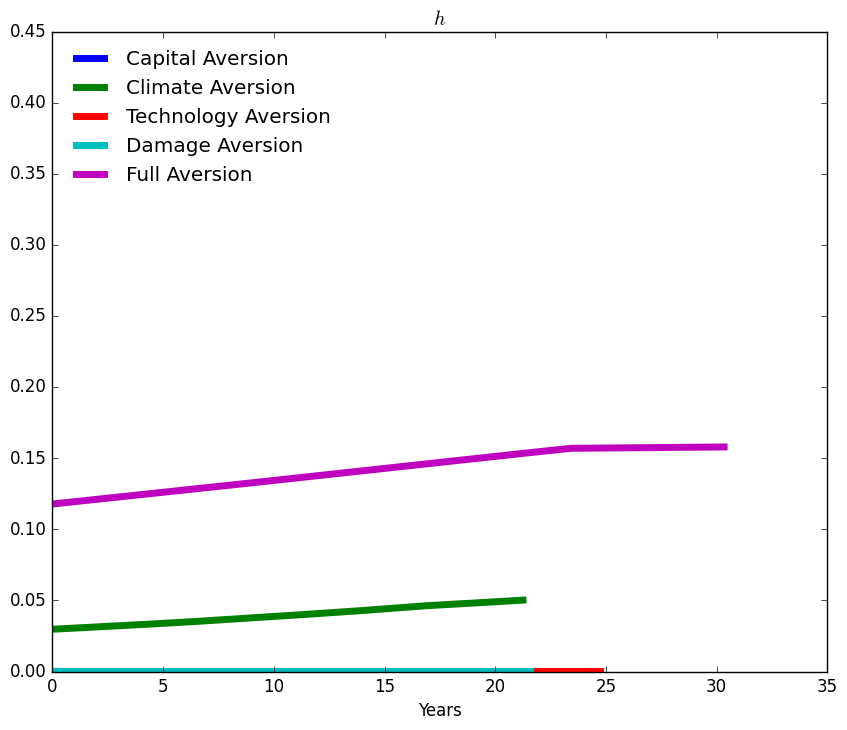 h
0.45
0.40
0.35
0.30
0.25
0.20
0.15
0.10
0.05
0.00
Capital Aversion
Climate Aversion
Technology Aversion
Damage Aversion
Full Aversion
0 5 10 15 20 25 30 35
Years